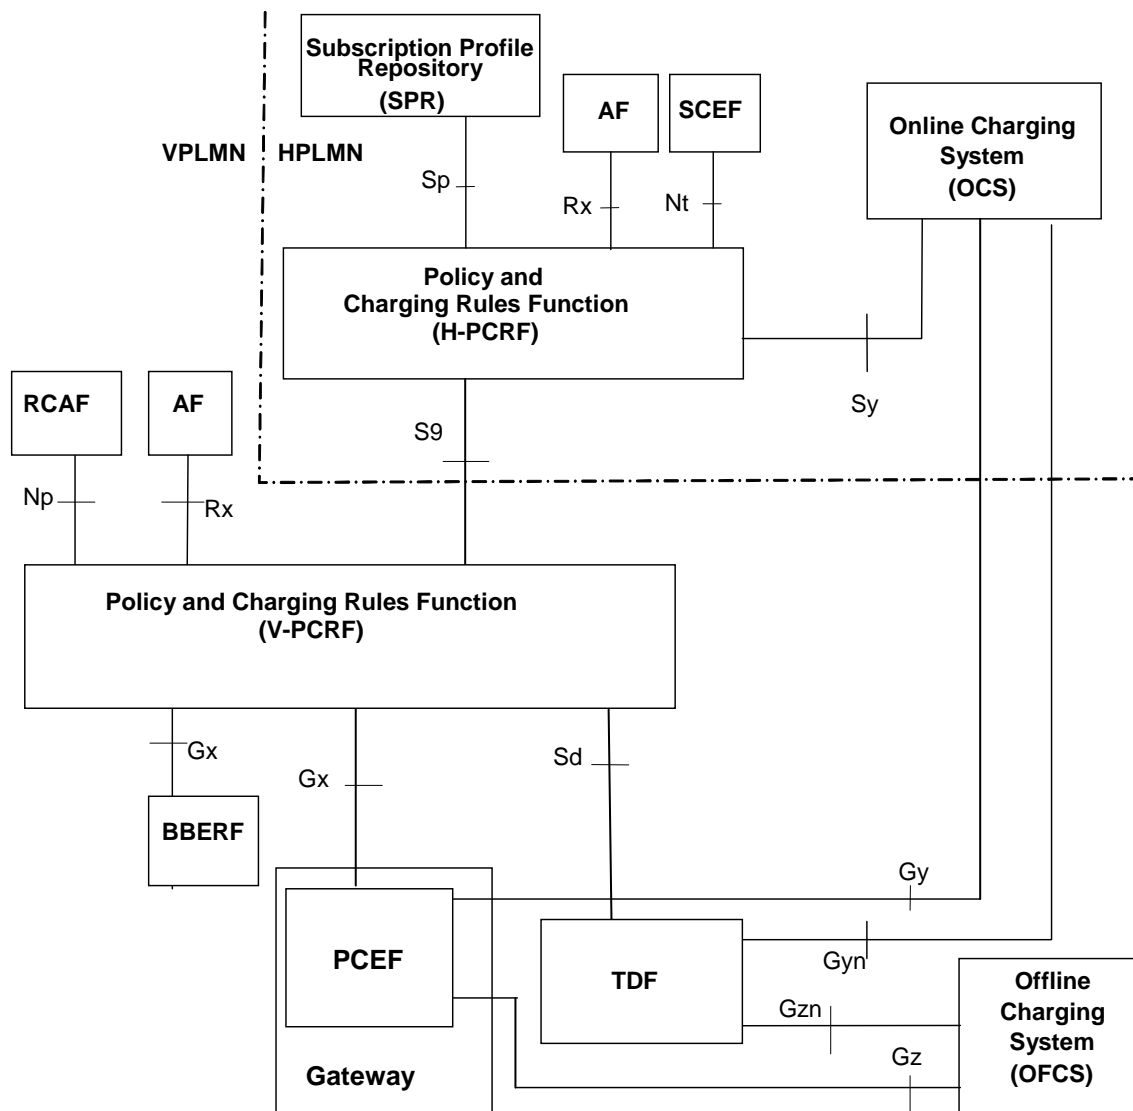 Subscription Profile
Repository
(SPR)
AF
SCEF
Online Charging
System
(OCS)
VPLMN
HPLMN
Sp
Rx
Nt
Policy and
Charging Rules Function
(H-PCRF)
Sy
RCAF
AF
S9
Np
Rx
Policy and Charging Rules Function
(V-PCRF)
Gx
Gx
Sd
BBERF
Gy
PCEF
TDF
Gyn
Gzn
Gz
Offline
Charging
System
(OFCS)
Gateway